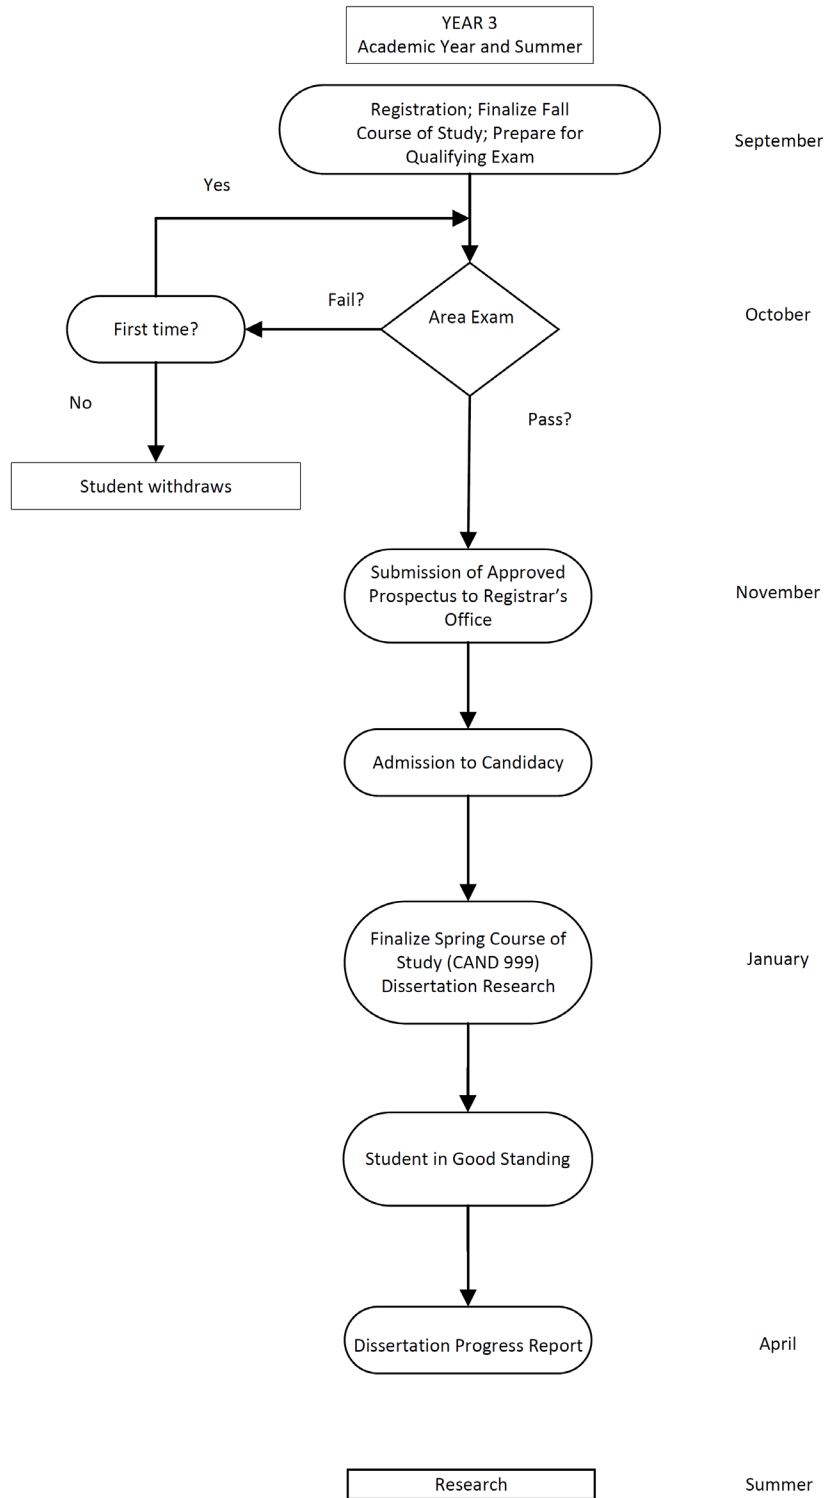 YEAR 3
Academic Year and Summer
Registration; Finalize Fall
Course of Study; Prepare for
Qualifying Exam
September
Yes
Fail?
Area Exam
October
First time?
No
Pass?
Student withdraws
Submission of Approved
Prospectus to Registrar’s
Office
November
Admission to Candidacy
Finalize Spring Course of
Study (CAND 999)
Dissertation Research
January
Student in Good Standing
Dissertation Progress Report
April
Research
Summer